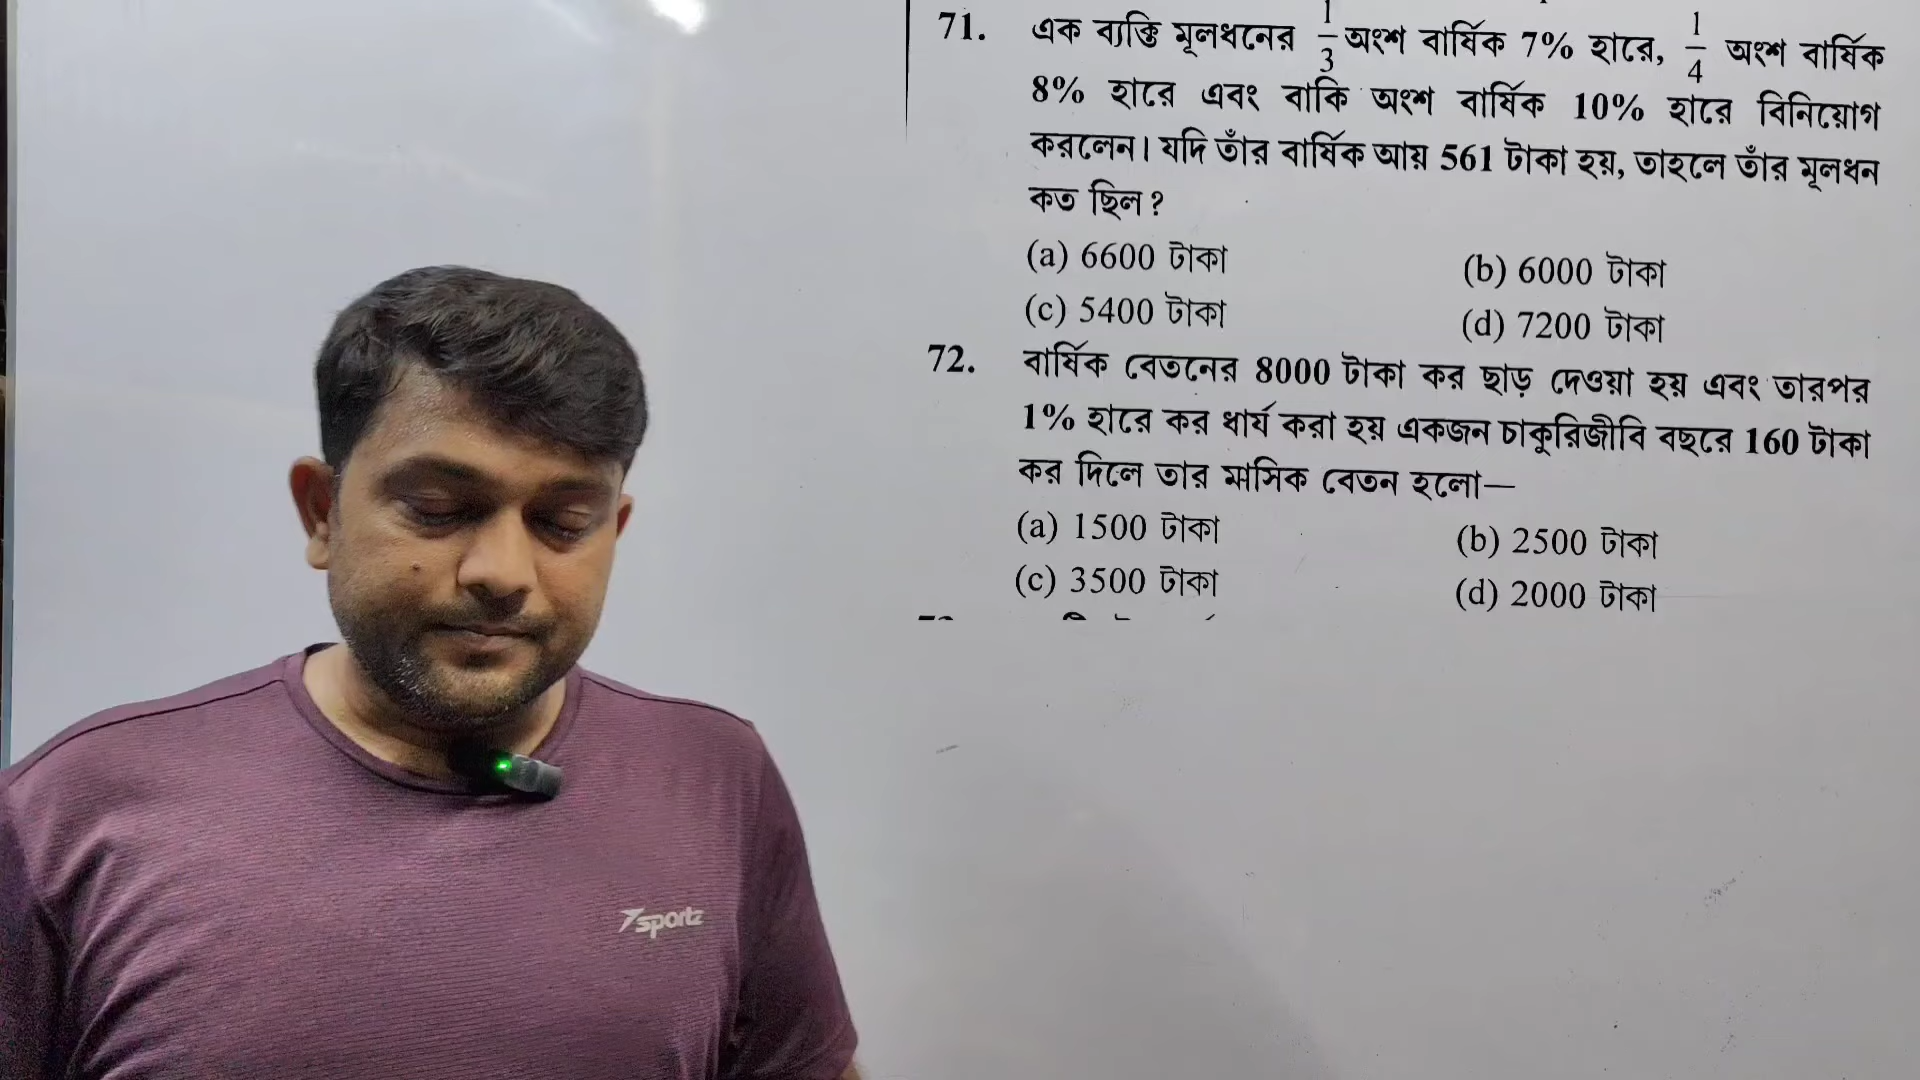 71. এক ব্যক্তি মূলধনের 1/3 অংশ বার্ষিক 7% হারে, 1/4 অংশ বার্ষিক
8% হারে এবং বাকি অংশ বার্ষিক 10% হারে বিনিয়োগ
করলেন। যদি তাঁর বার্ষিক আয় 561 টাকা হয়, তাহলে তাঁর মূলধন
কত ছিল ?
(a) 6600 টাকা (b) 6000 টাকা
(c) 5400 টাকা (d) 7200 টাকা
72. বার্ষিক বেতনের 8000 টাকা কর ছাড় দেওয়া হয় এবং তারপর
1% হারে কর ধার্য করা হয় একজন চাকুরিজীবি বছরে 160 টাকা
কর দিলে তার মাসিক বেতন হলো—
(a) 1500 টাকা (b) 2500 টাকা
(c) 3500 টাকা (d) 2000 টাকা
sportz